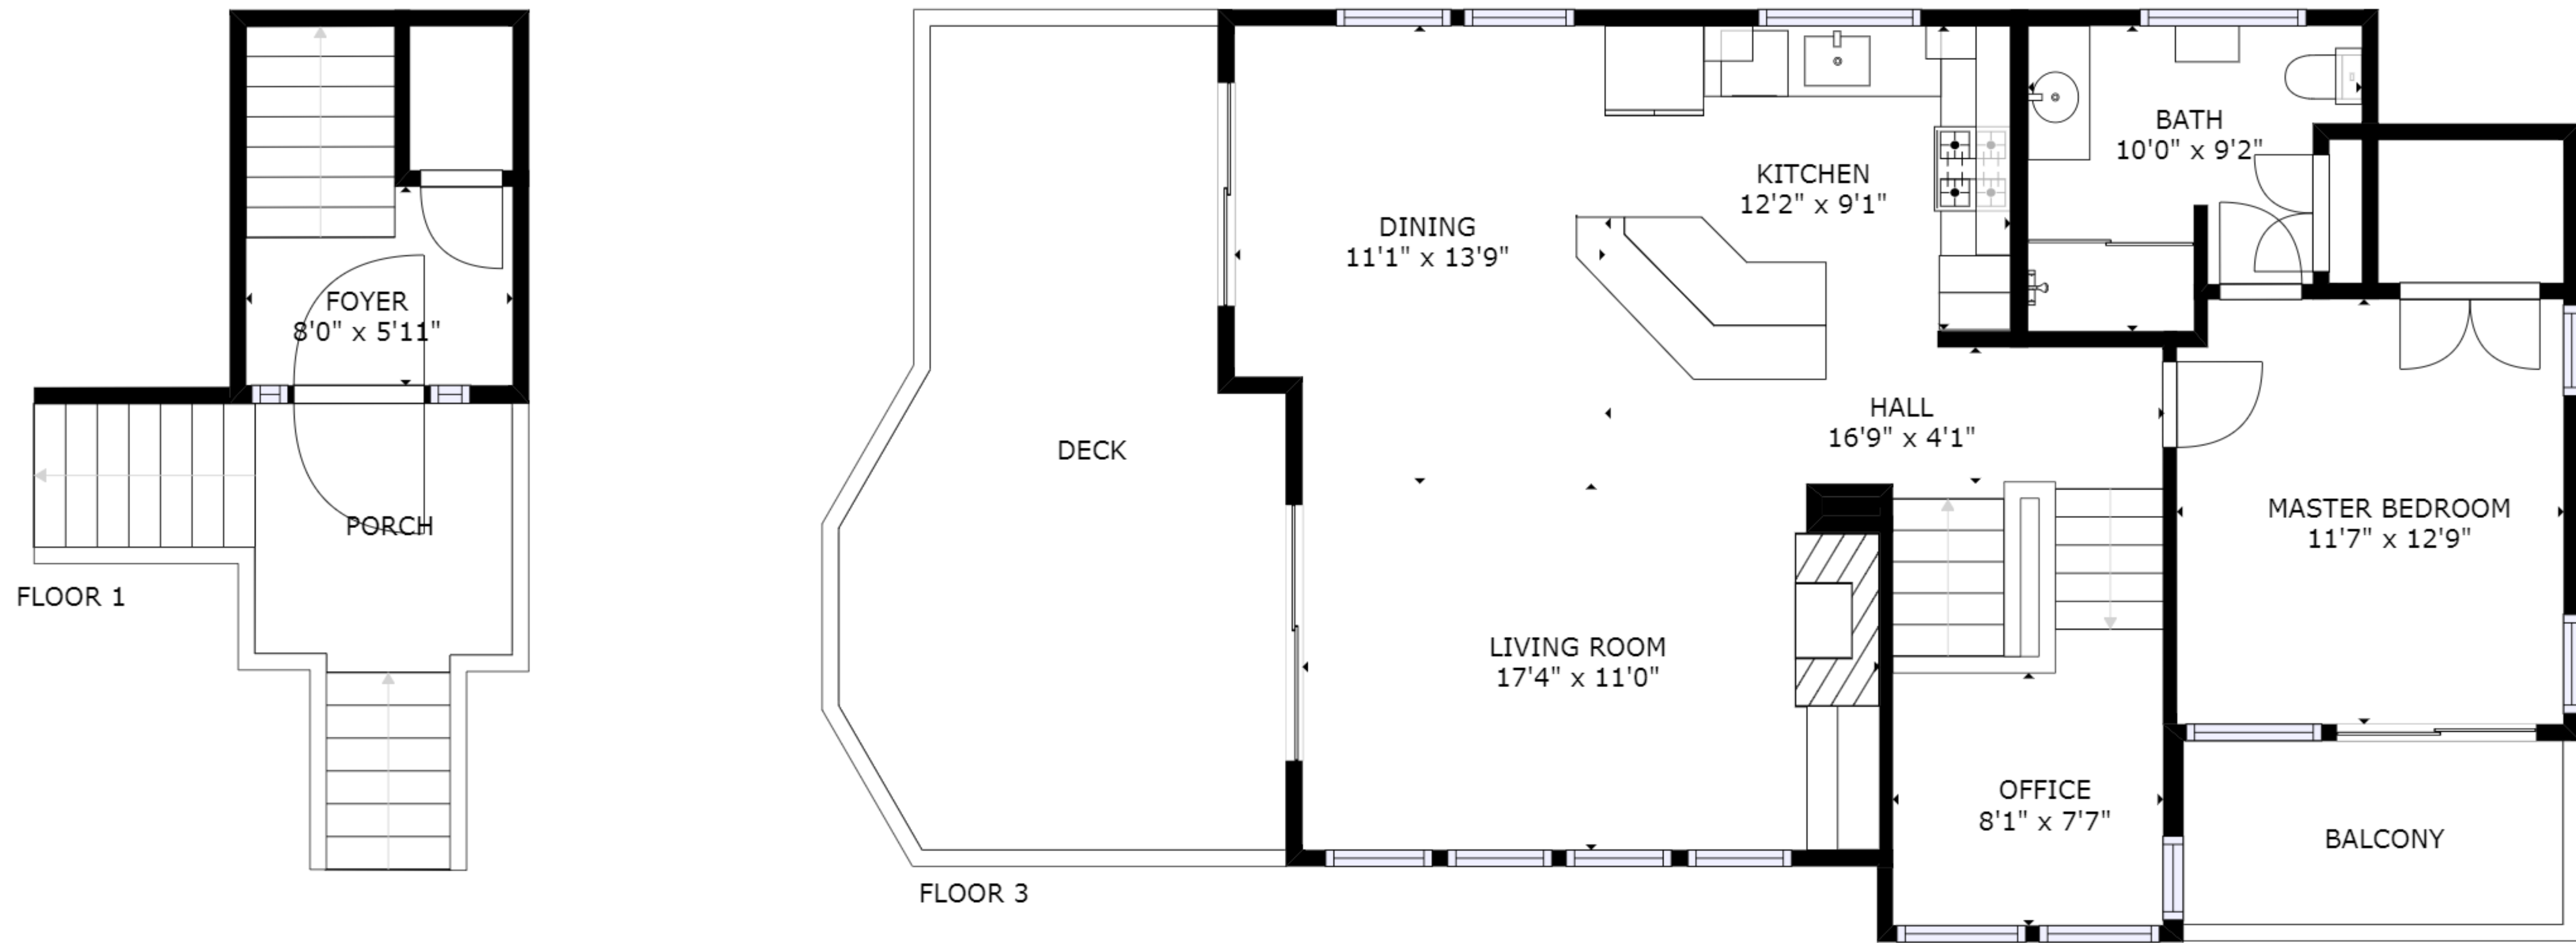 FOYER
8'0" x 5'11"
PORCH
FLOOR 1
DECK
DINING
11'1" x 13'9"
KITCHEN
12'2" x 9'1"
BATH
10'0" x 9'2"
HALL
16'9" x 4'1"
MASTER BEDROOM
11'7" x 12'9"
LIVING ROOM
17'4" x 11'0"
OFFICE
8'1" x 7'7"
BALCONY
FLOOR 3